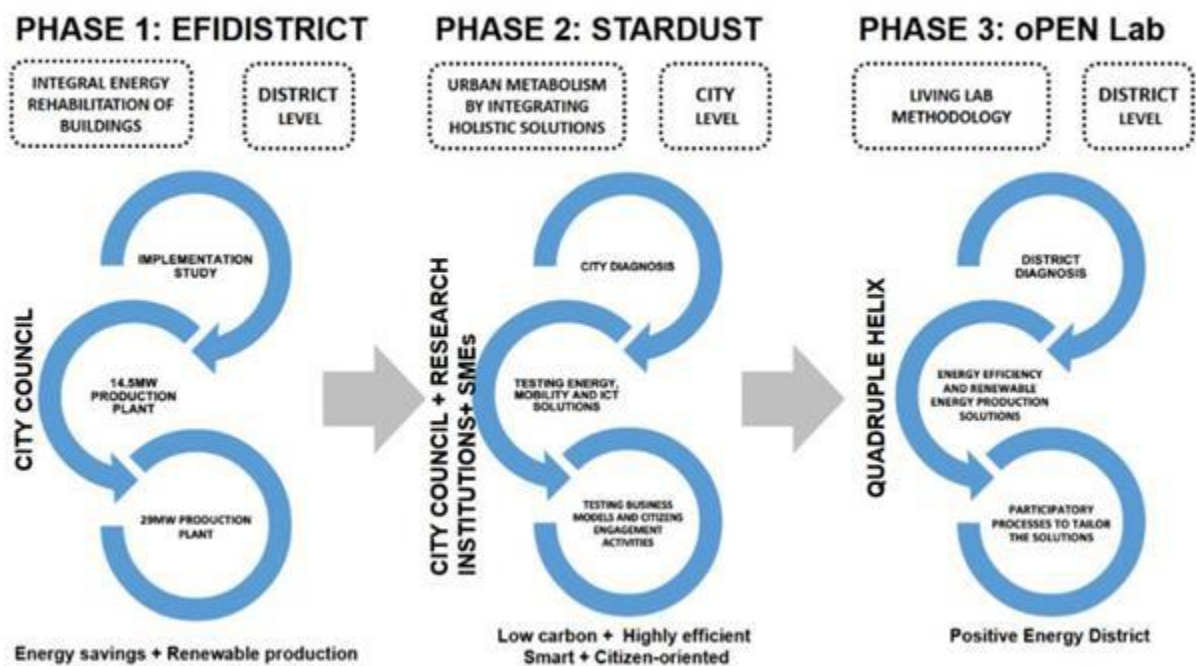 PHASE 1: EFIDISTRICT
INTEGRAL ENERGY
REHABILITATION OF
BUILDINGS
DISTRICT
LEVEL
CITY COUNCIL
IMPLEMENTATION
STUDY
14.5MW
PRODUCTION
PLANT
29MW PRODUCTION
PLANT
Energy savings + Renewable production
PHASE 2: STARDUST
URBAN METABOLISM
BY INTEGRATING
HOLISTIC SOLUTIONS
CITY
LEVEL
CITY COUNCIL + RESEARCH
INSTITUTIONS+ SMEs
CITY DIAGNOSIS
TESTING ENERGY,
MOBILITY AND ICT
SOLUTIONS
TESTING BUSINESS
MODELS AND CITIZENS
ENGAGEMENT
ACTIVITIES
Low carbon + Highly efficient
Smart + Citizen-oriented
PHASE 3: oPEN Lab
LIVING LAB
METHODOLOGY
DISTRICT
LEVEL
QUADRUPLE HELIX
DISTRICT
DIAGNOSIS
ENERGY EFFICIENCY
AND RENEWABLE
ENERGY PRODUCTION
SOLUTIONS
PARTICIPATORY
PROCESSES TO TAILOR
THE SOLUTIONS
Positive Energy District